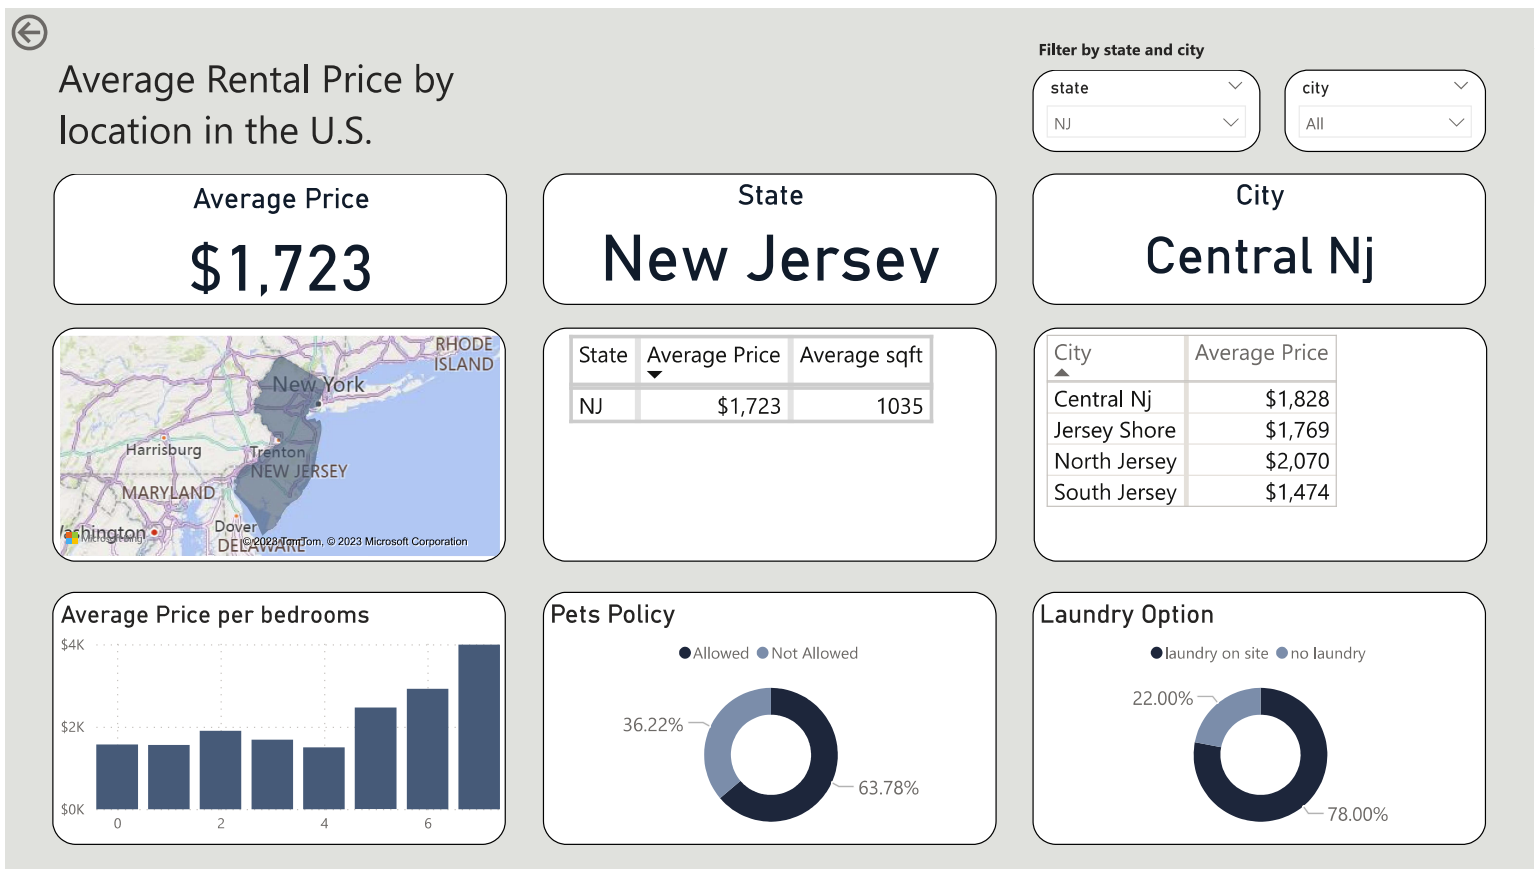 Average Rental Price by
location in the U.S.
Filter by state and city
state
NJ
city
All
Average Price
$1,723
State
New Jersey
City
Central Nj
RHODE
ISLAND
New York
Harrisburg
Trenton
NEW JERSEY
MARYLAND
Dover
DELAWARE
© 2023 TomTom, © 2023 Microsoft Corporation
State Average Price Average sqft
NJ $1,723 1035
City Average Price
Central Nj $1,828
Jersey Shore $1,769
North Jersey $2,070
South Jersey $1,474
Average Price per bedrooms
$4K
$2K
$0K
0 2 4 6
Pets Policy
Allowed Not Allowed
36.22%
63.78%
Laundry Option
laundry on site no laundry
22.00%
78.00%